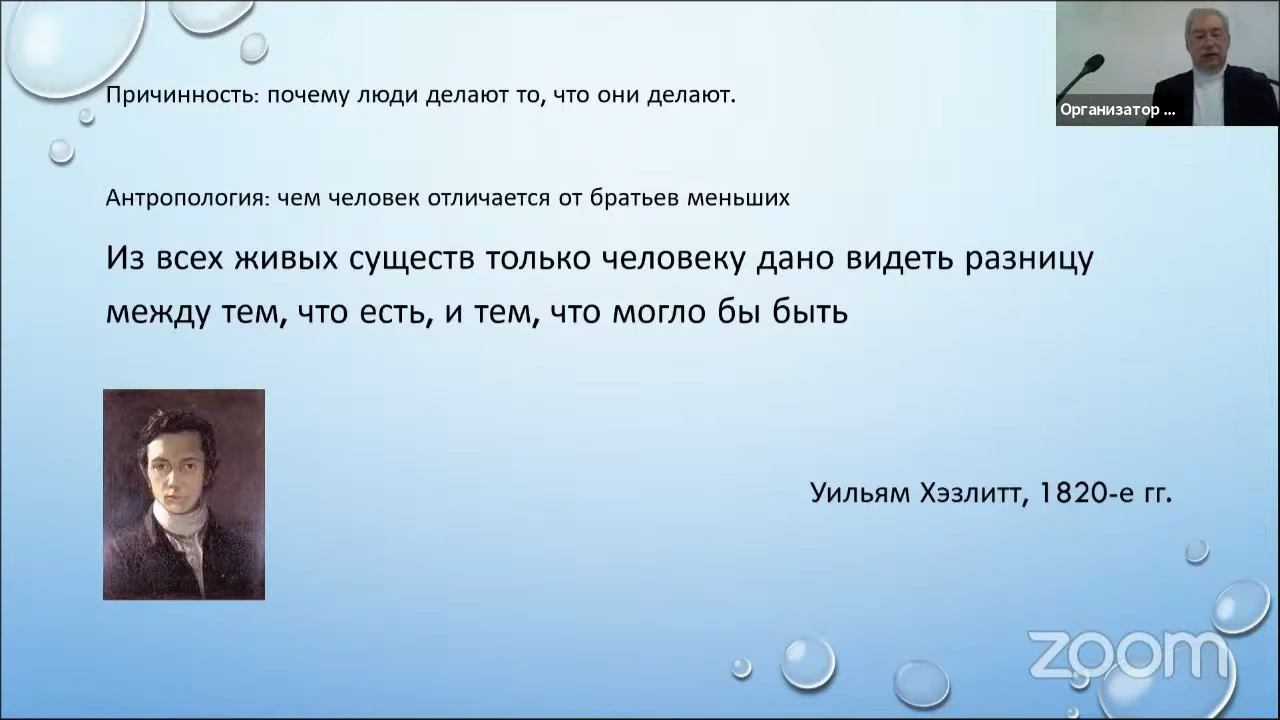 Причинность: почему люди делают то, что они делают.
Организатор ...
Антропология: чем человек отличается от братьев меньших
Из всех живых существ только человеку дано видеть разницу
между тем, что есть, и тем, что могло бы быть
Уильям Хэзлитт, 1820-е гг.
zoom